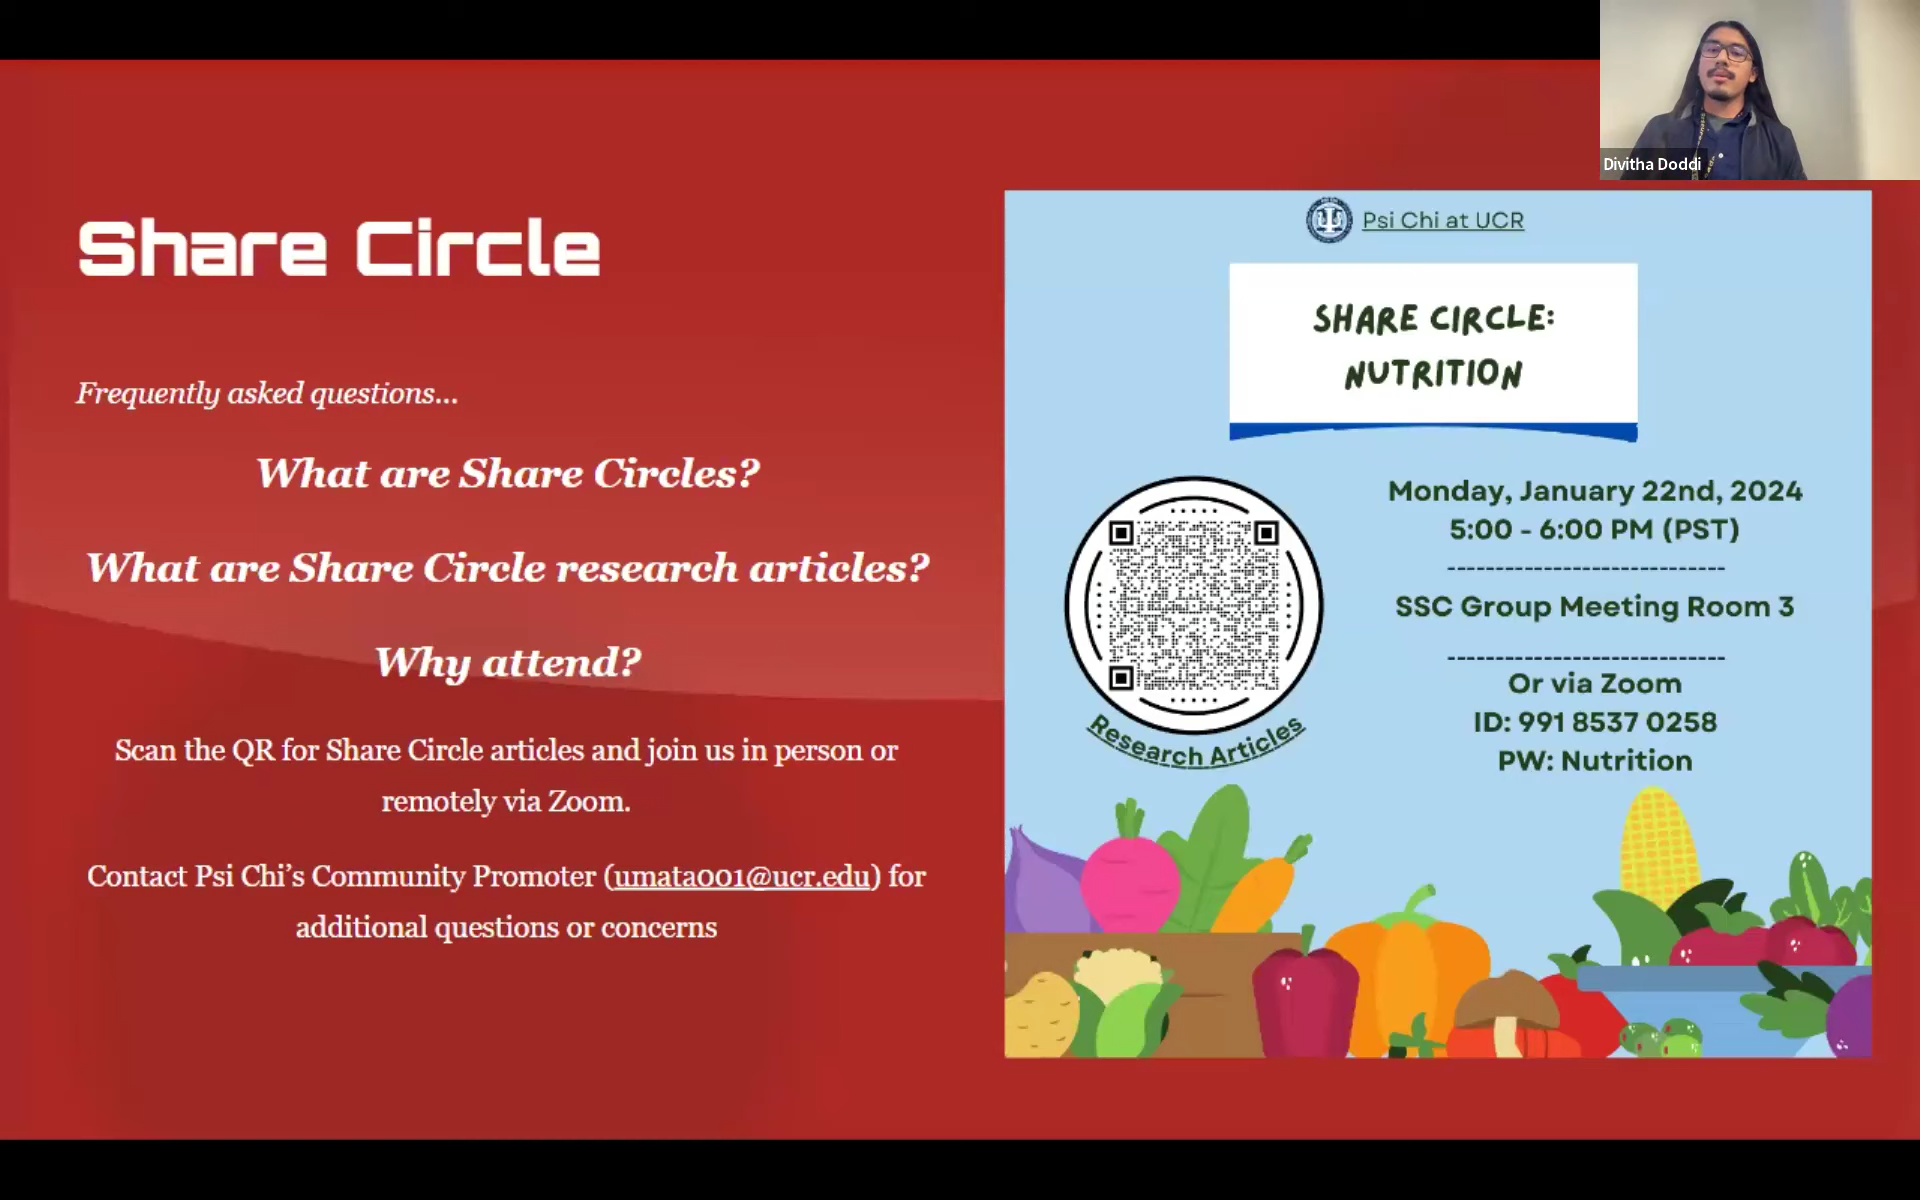 Divitha Doddi
Share Circle
Frequently asked questions...
What are Share Circles?
What are Share Circle research articles?
Why attend?
Scan the QR for Share Circle articles and join us in person or
remotely via Zoom.
Contact Psi Chi’s Community Promoter (umata001@ucr.edu) for
additional questions or concerns
Psi Chi at UCR
SHARE CIRCLE:
NUTRITION
Monday, January 22nd, 2024
5:00 - 6:00 PM (PST)
-----------------------------
SSC Group Meeting Room 3
-----------------------------
Or via Zoom
ID: 991 8537 0258
PW: Nutrition
Research Articles